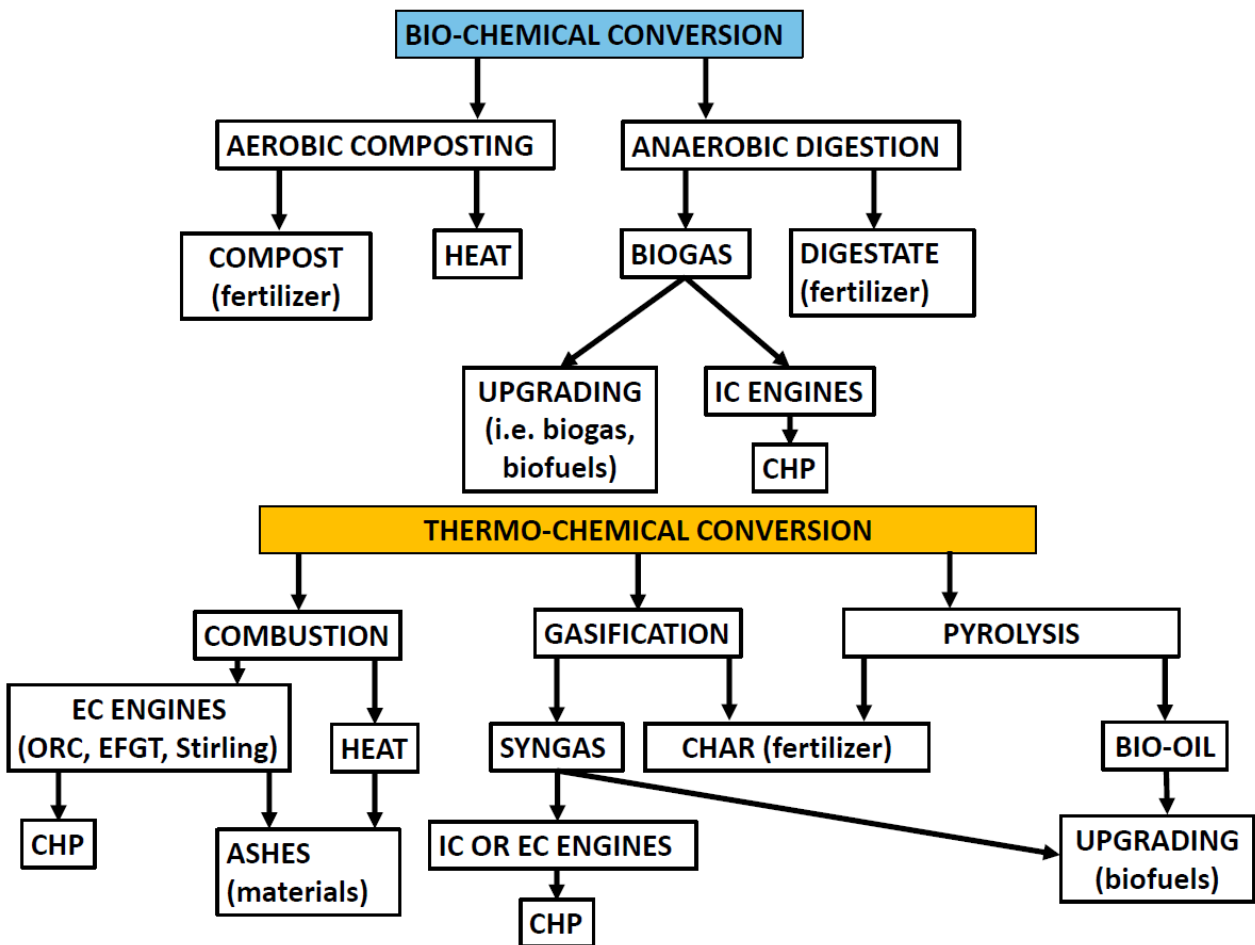 BIO-CHEMICAL CONVERSION
AEROBIC COMPOSTING
ANAEROBIC DIGESTION
COMPOST
(fertilizer)
HEAT
BIOGAS
DIGESTATE
(fertilizer)
UPGRADING
(i.e. biogas,
biofuels)
IC ENGINES
CHP
THERMO-CHEMICAL CONVERSION
COMBUSTION
GASIFICATION
PYROLYSIS
EC ENGINES
(ORC, EFGT, Stirling)
HEAT
SYNGAS
CHAR (fertilizer)
BIO-OIL
CHP
ASHES
(materials)
IC OR EC ENGINES
UPGRADING
(biofuels)
CHP